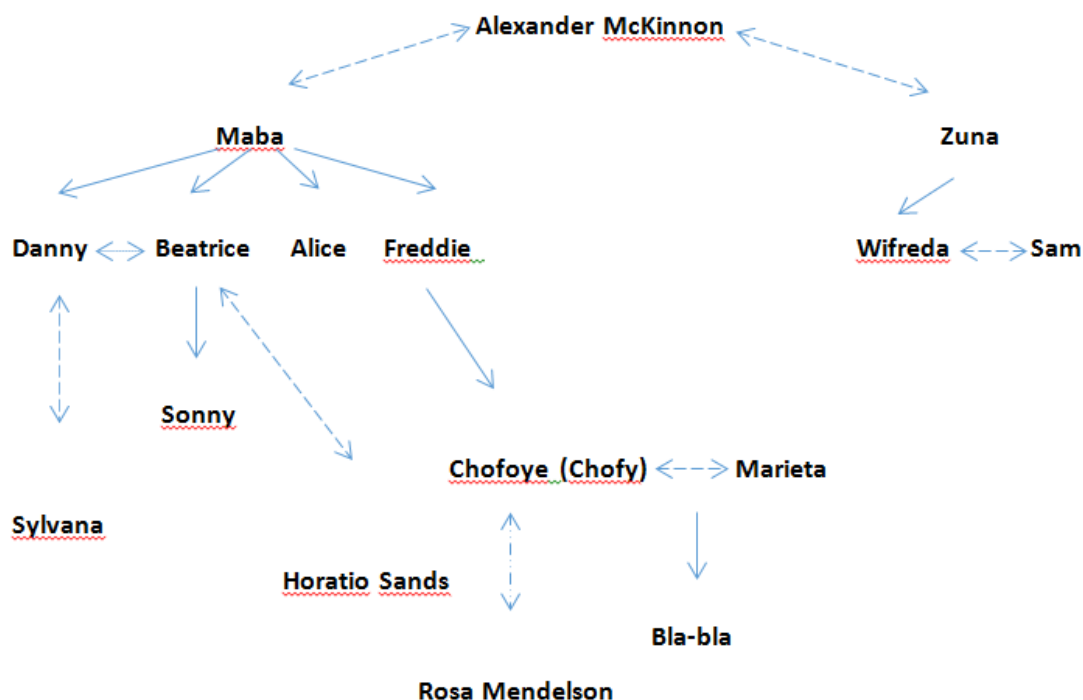 Alexander McKinnon
Maba Zuna
Danny Beatrice Alice Freddie Wifreda Sam
Sonny
Chofoye (Chofy) Marieta
Sylvana
Horatio Sands
Bla-bla
Rosa Mendelson